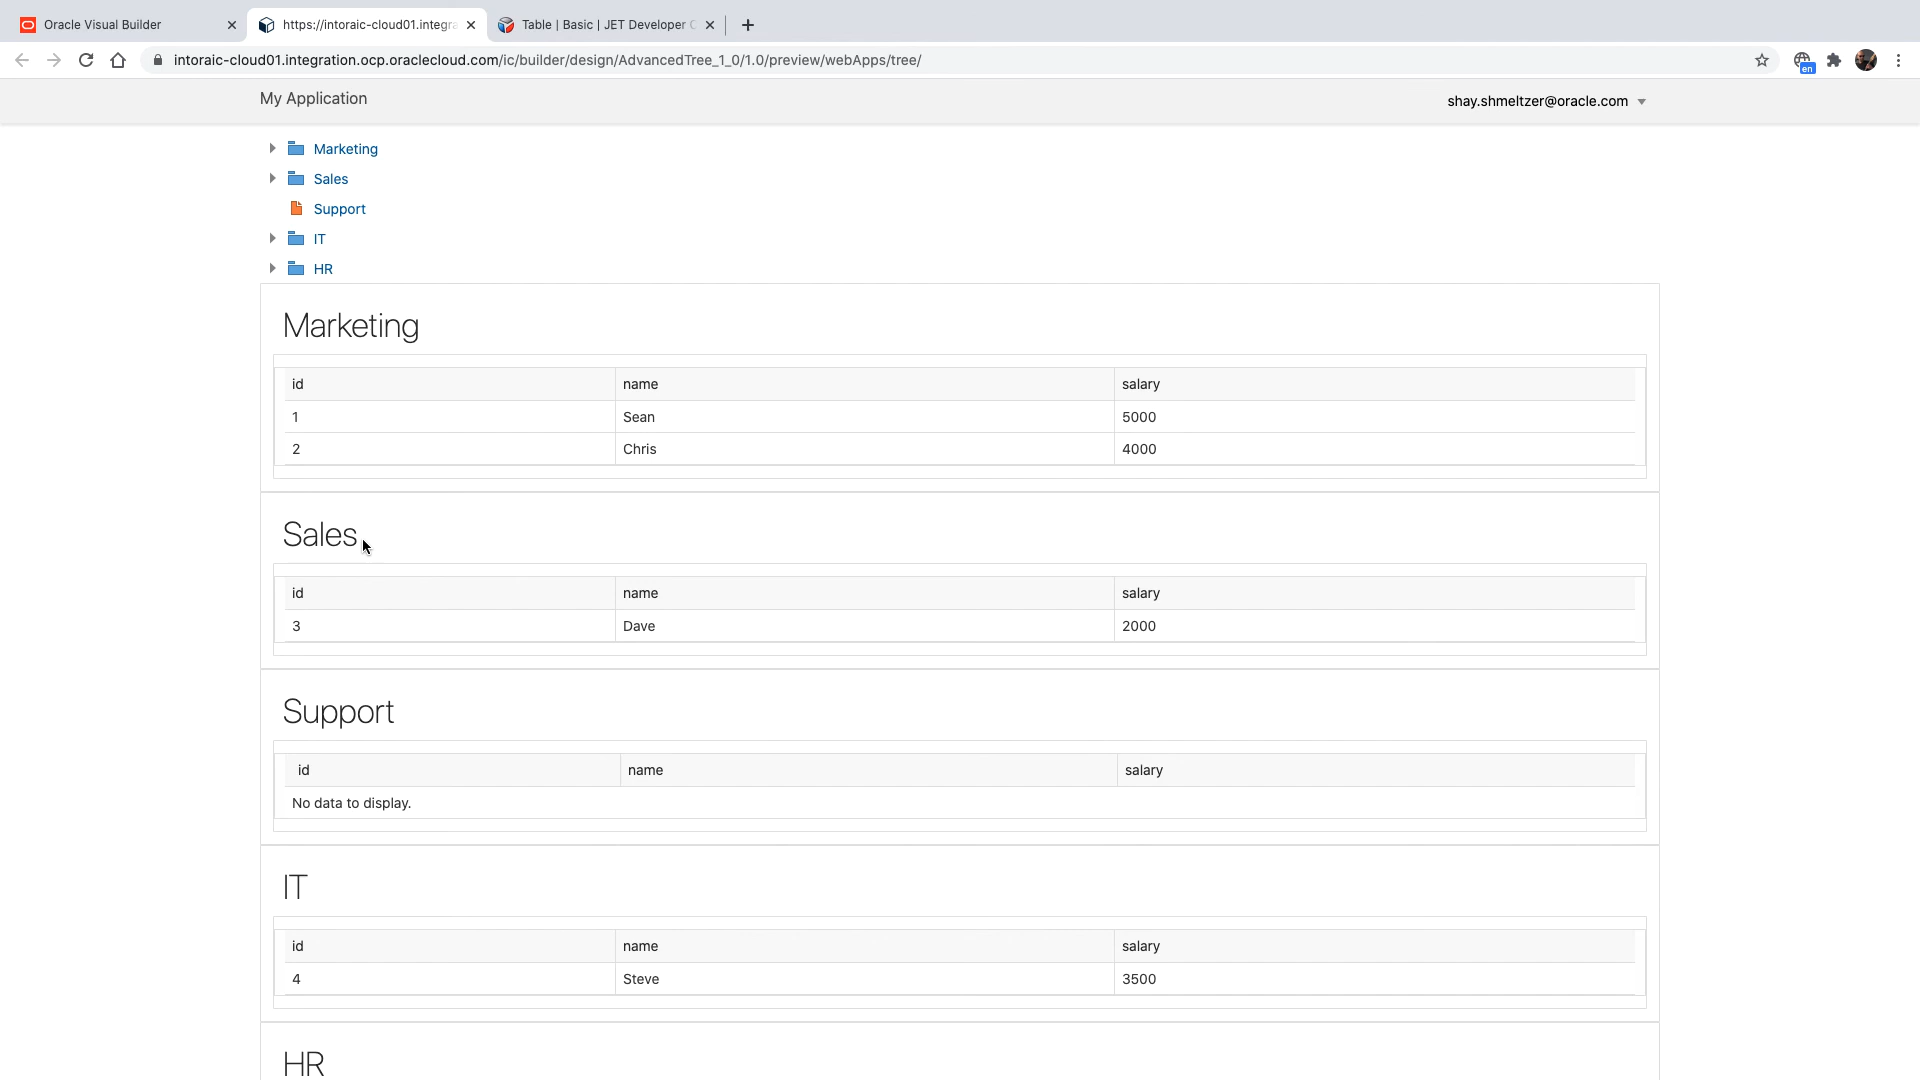 Oracle Visual Builder
https://intoraic-cloud01.integra
Table | Basic | JET Developer C
intoraic-cloud01.integration.ocp.oraclecloud.com/ic/builder/design/AdvancedTree_1_0/1.0/preview/webApps/tree/
en
My Application
shay.shmeltzer@oracle.com
Marketing
Sales
Support
IT
HR
Marketing
id name salary
1 Sean 5000
2 Chris 4000
Sales
id name salary
3 Dave 2000
Support
id name salary
No data to display.
IT
id name salary
4 Steve 3500
HR